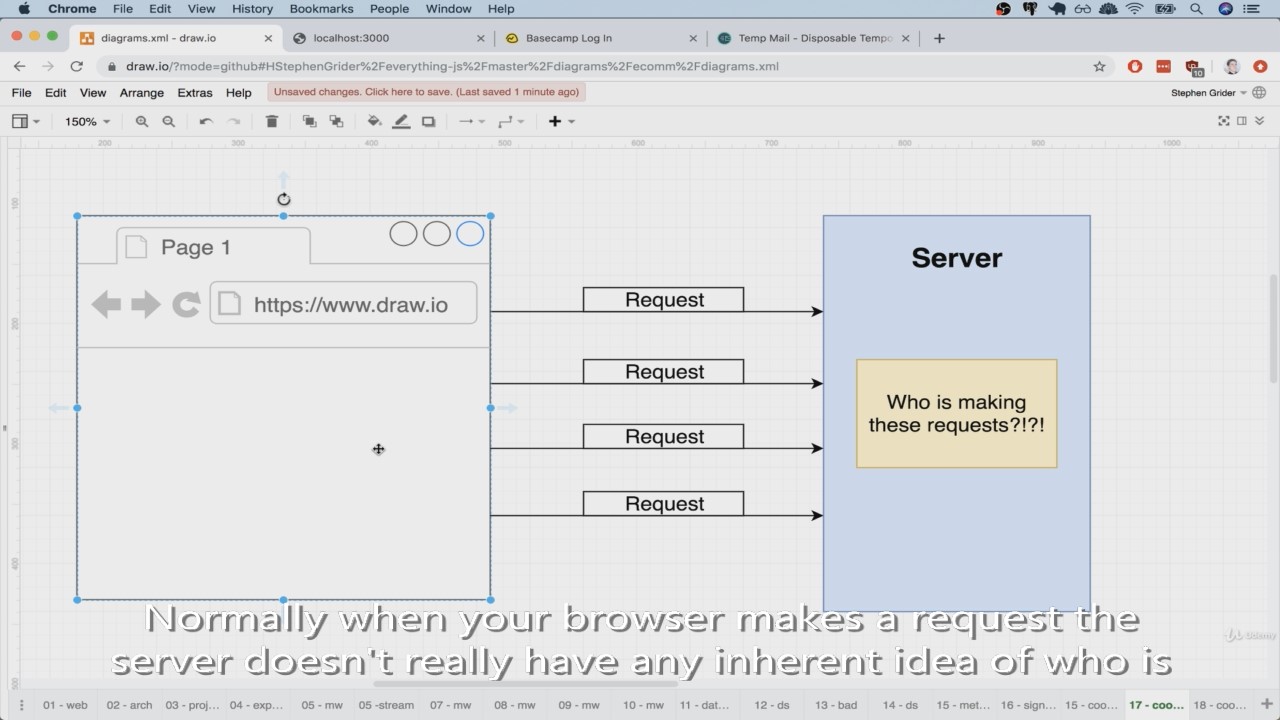 Chrome File Edit View History Bookmarks People Window Help
diagrams.xml - draw.io
localhost:3000
Basecamp Log In
Temp Mail - Disposable Tempo
draw.io/?mode=github#HStephenGrider%2Feverything-js%2Fmaster%2Fdiagrams%2Fecomm%2Fdiagrams.xml
10
File Edit View Arrange Extras Help
Unsaved changes. Click here to save. (Last saved 1 minute ago)
Stephen Grider
150%
200 300 400 500 600 700 800 900 1000
100
200
300
400
500
Page 1
https://www.draw.io
Request
Request
Request
Request
Server
Who is making
these requests?!?!
Normally when your browser makes a request the
server doesn't really have any inherent idea of who is
Udemy
01 - web
02 - arch
03 - proj...
04 - exp...
05 - mw
05 -stream
07 - mw
08 - mw
09 - mw
10 - mw
11 - dat...
12 - ds
13 - bad
14 - ds
15 - met...
16 - sign...
15 - coo...
17 - coo...
18 - coo...